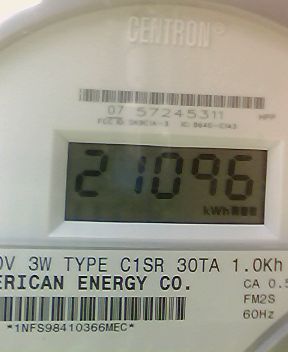 CENTRON®
07 57245311
21096
kWh
0V 3W TYPE C1SR 30TA 1.0Kh
ERICAN ENERGY CO.
CA 0.5
FM2S
60Hz
*1NFS98410366MEC*